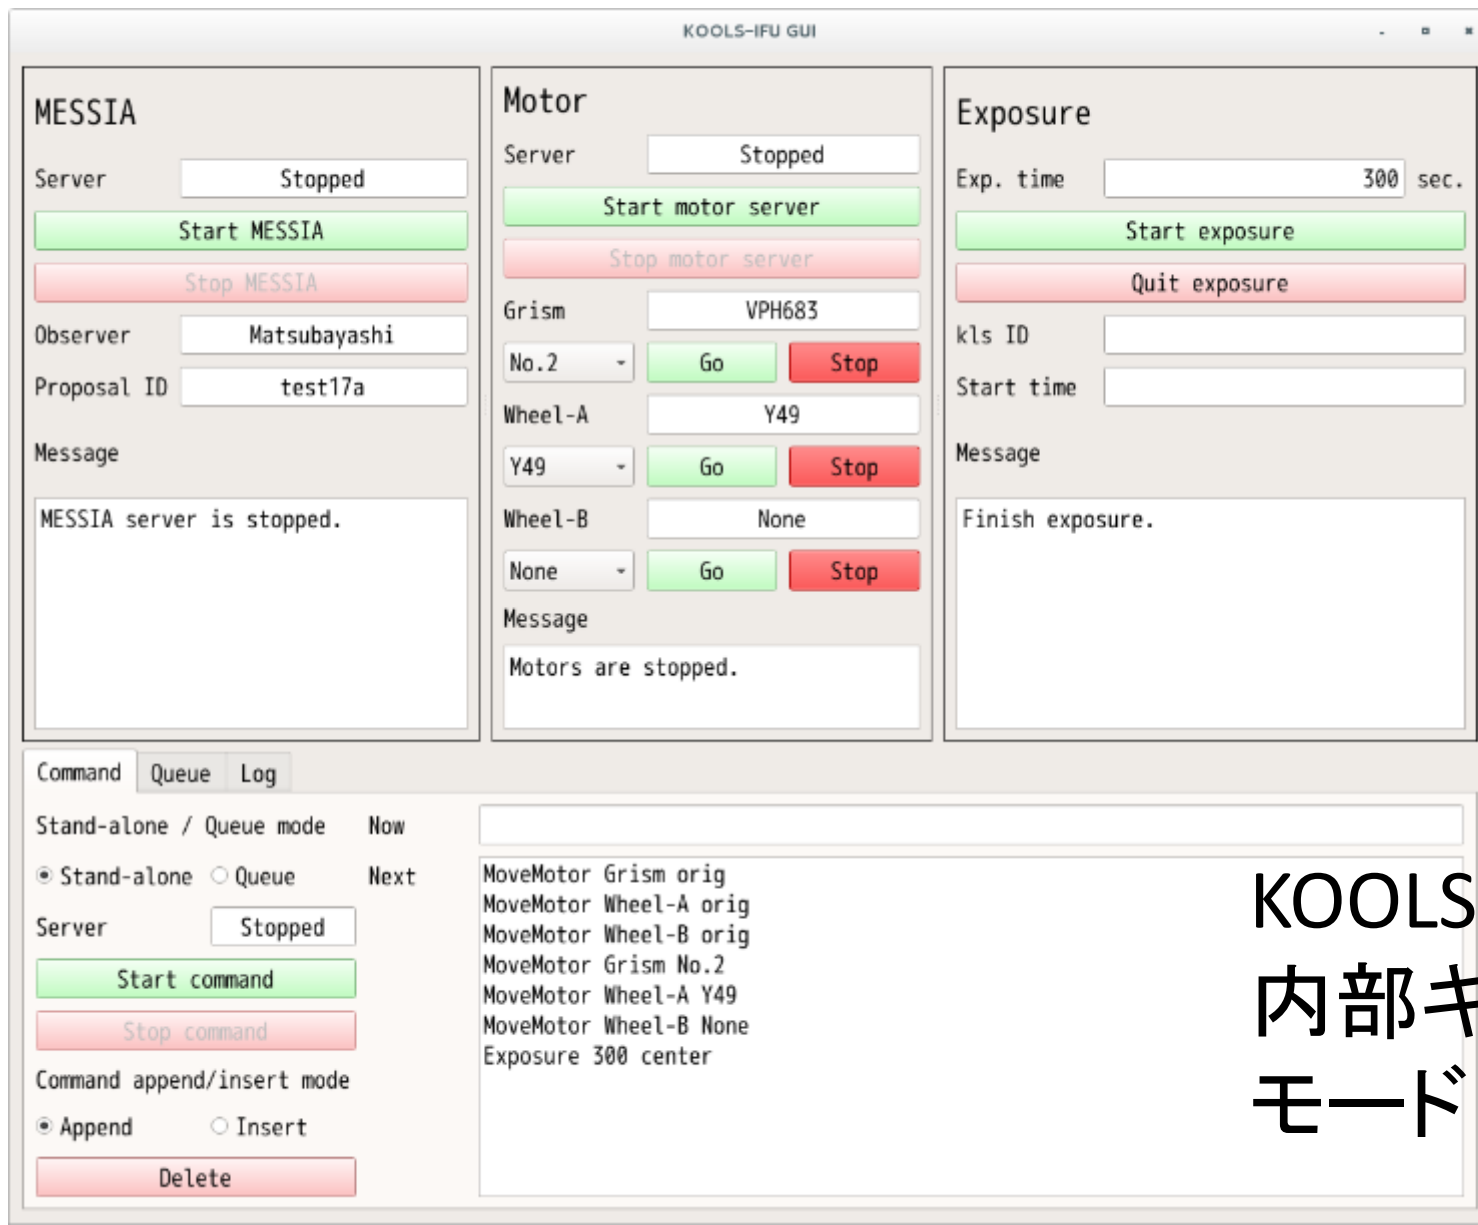 KOOLS-IFU GUI
MESSIA
Server Stopped
Start MESSIA
Stop MESSIA
Observer Matsubayashi
Proposal ID test17a
Message
MESSIA server is stopped.
Motor
Server Stopped
Start motor server
Stop motor server
Grism VPH683
No.2 Go Stop
Wheel-A Y49
Y49 Go Stop
Wheel-B None
None Go Stop
Message
Motors are stopped.
Exposure
Exp. time 300 sec.
Start exposure
Quit exposure
kls ID
Start time
Message
Finish exposure.
Command Queue Log
Stand-alone / Queue mode
Stand-alone Queue
Server Stopped
Start command
Stop command
Command append/insert mode
Append Insert
Delete
Now
Next
MoveMotor Grism orig
MoveMotor Wheel-A orig
MoveMotor Wheel-B orig
MoveMotor Grism No.2
MoveMotor Wheel-A Y49
MoveMotor Wheel-B None
Exposure 300 center
KOOLS
内部キ
モード